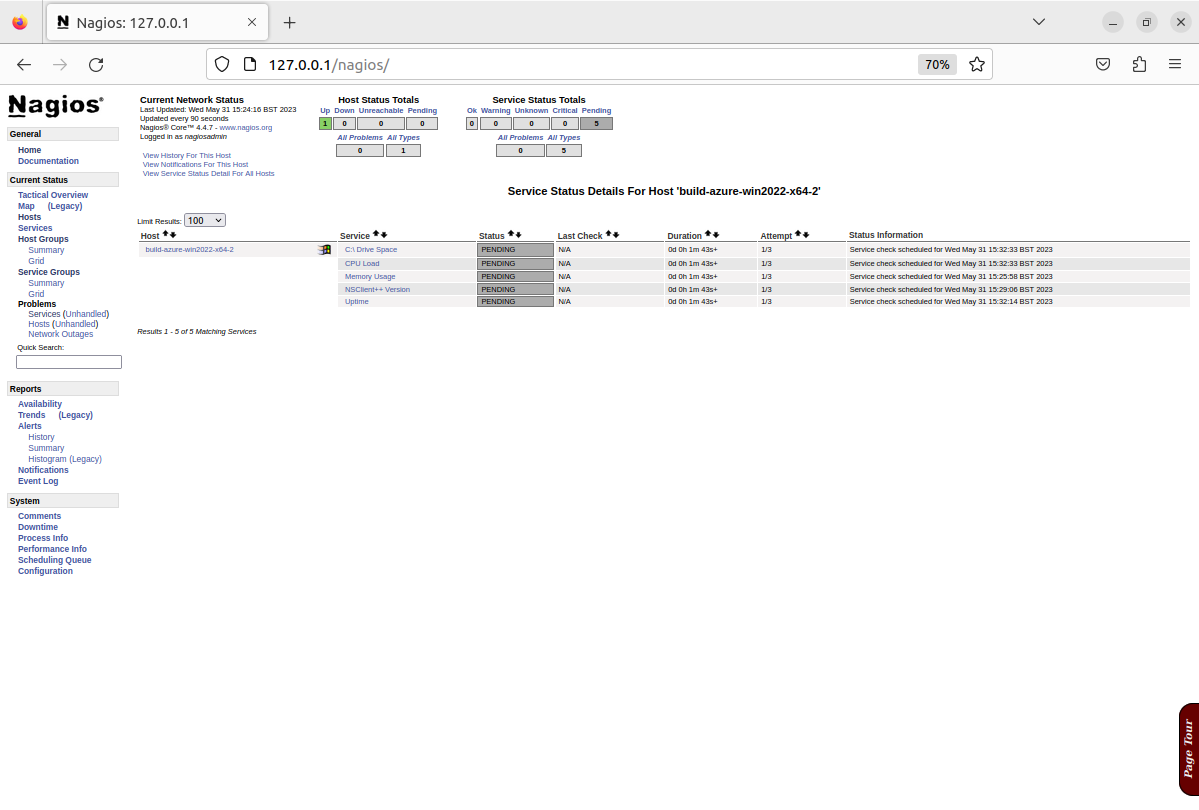 Nagios: 127.0.0.1
127.0.0.1/nagios/
70%
Nagios®
General
Home
Documentation
Current Status
Tactical Overview
Map (Legacy)
Hosts
Services
Host Groups
Summary
Grid
Service Groups
Summary
Grid
Problems
Services (Unhandled)
Hosts (Unhandled)
Network Outages
Quick Search:
Reports
Availability
Trends (Legacy)
Alerts
History
Summary
Histogram (Legacy)
Notifications
Event Log
System
Comments
Downtime
Process Info
Performance Info
Scheduling Queue
Configuration
Current Network Status
Last Updated: Wed May 31 15:24:16 BST 2023
Updated every 90 seconds
Nagios® Core™ 4.4.7 - www.nagios.org
Logged in as nagiosadmin
View History For This Host
View Notifications For This Host
View Service Status Detail For All Hosts
Host Status Totals
Up Down Unreachable Pending
1 0 0 0
All Problems All Types
0 1
Service Status Totals
Ok Warning Unknown Critical Pending
0 0 0 0 5
All Problems All Types
0 5
Service Status Details For Host 'build-azure-win2022-x64-2'
Limit Results: 100
Host Service Status Last Check Duration Attempt Status Information
build-azure-win2022-x64-2 C:\ Drive Space PENDING N/A 0d 0h 1m 43s+ 1/3 Service check scheduled for Wed May 31 15:32:33 BST 2023
CPU Load PENDING N/A 0d 0h 1m 43s+ 1/3 Service check scheduled for Wed May 31 15:32:33 BST 2023
Memory Usage PENDING N/A 0d 0h 1m 43s+ 1/3 Service check scheduled for Wed May 31 15:25:58 BST 2023
NSClient++ Version PENDING N/A 0d 0h 1m 43s+ 1/3 Service check scheduled for Wed May 31 15:29:06 BST 2023
Uptime PENDING N/A 0d 0h 1m 43s+ 1/3 Service check scheduled for Wed May 31 15:32:14 BST 2023
Results 1 - 5 of 5 Matching Services
Page Tour